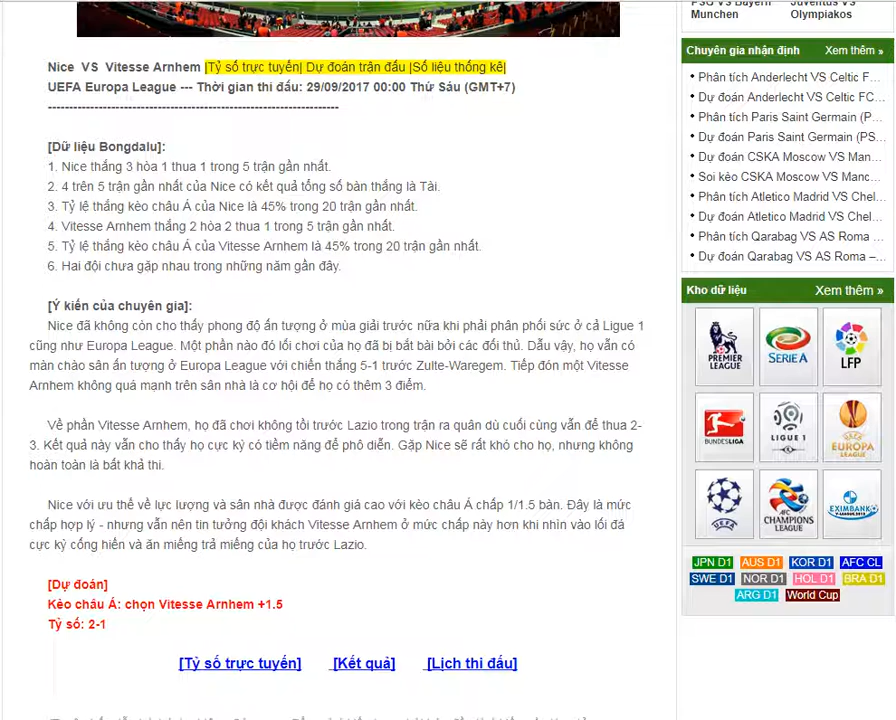 Nice VS Vitesse Arnhem |Tỷ số trực tuyến| Dự đoán trận đấu |Số liệu thống kê|
UEFA Europa League --- Thời gian thi đấu: 29/09/2017 00:00 Thứ Sáu (GMT+7)
----------------------------------------------------------------------
[Dữ liệu Bongdalu]:
1. Nice thắng 3 hòa 1 thua 1 trong 5 trận gần nhất.
2. 4 trên 5 trận gần nhất của Nice có kết quả tổng số bàn thắng là Tài.
3. Tỷ lệ thắng kèo châu Á của Nice là 45% trong 20 trận gần nhất.
4. Vitesse Arnhem thắng 2 hòa 2 thua 1 trong 5 trận gần nhất.
5. Tỷ lệ thắng kèo châu Á của Vitesse Arnhem là 45% trong 20 trận gần nhất.
6. Hai đội chưa gặp nhau trong những năm gần đây.
[Ý kiến của chuyên gia]:
Nice đã không còn cho thấy phong độ ấn tượng ở mùa giải trước nữa khi phải phân phối sức ở cả Ligue 1
cũng như Europa League. Một phần nào đó lối chơi của họ đã bị bắt bài bởi các đối thủ. Dẫu vậy, họ vẫn có
màn chào sân ấn tượng ở Europa League với chiến thắng 5-1 trước Zulte-Waregem. Tiếp đón một Vitesse
Arnhem không quá mạnh trên sân nhà là cơ hội để họ có thêm 3 điểm.
Về phần Vitesse Arnhem, họ đã chơi không tồi trước Lazio trong trận ra quân dù cuối cùng vẫn để thua 2-
3. Kết quả này vẫn cho thấy họ cực kỳ có tiềm năng để phô diễn. Gặp Nice sẽ rất khó cho họ, nhưng không
hoàn toàn là bất khả thi.
Nice với ưu thế về lực lượng và sân nhà được đánh giá cao với kèo châu Á chấp 1/1.5 bàn. Đây là mức
chấp hợp lý - nhưng vẫn nên tin tưởng đội khách Vitesse Arnhem ở mức chấp này hơn khi nhìn vào lối đá
cực kỳ cống hiến và ăn miếng trả miếng của họ trước Lazio.
[Dự đoán]
Kèo châu Á: chọn Vitesse Arnhem +1.5
Tỷ số: 2-1
[Tỷ số trực tuyến] [Kết quả] [Lịch thi đấu]
PSG VS Bayern Juventus VS
Munchen Olympiakos
Chuyên gia nhận định Xem thêm »
• Phân tích Anderlecht VS Celtic F...
• Dự đoán Anderlecht VS Celtic FC...
• Phân tích Paris Saint Germain (P...
• Dự đoán Paris Saint Germain (PS...
• Dự đoán CSKA Moscow VS Man...
• Soi kèo CSKA Moscow VS Manc...
• Phân tích Atletico Madrid VS Chel...
• Dự đoán Atletico Madrid VS Chel...
• Phân tích Qarabag VS AS Roma ...
• Dự đoán Qarabag VS AS Roma –...
Kho dữ liệu Xem thêm »
PREMIER LEAGUE SERIE A LFP
BUNDESLIGA LIGUE 1 UEFA EUROPA LEAGUE
UEFA AFC CHAMPIONS LEAGUE EXIMBANK
JPN D1 AUS D1 KOR D1 AFC CL
SWE D1 NOR D1 HOL D1 BRA D1
ARG D1 World Cup